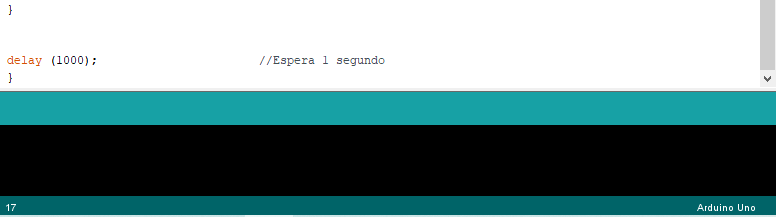 }
delay (1000); //Espera 1 segundo
}
17 Arduino Uno